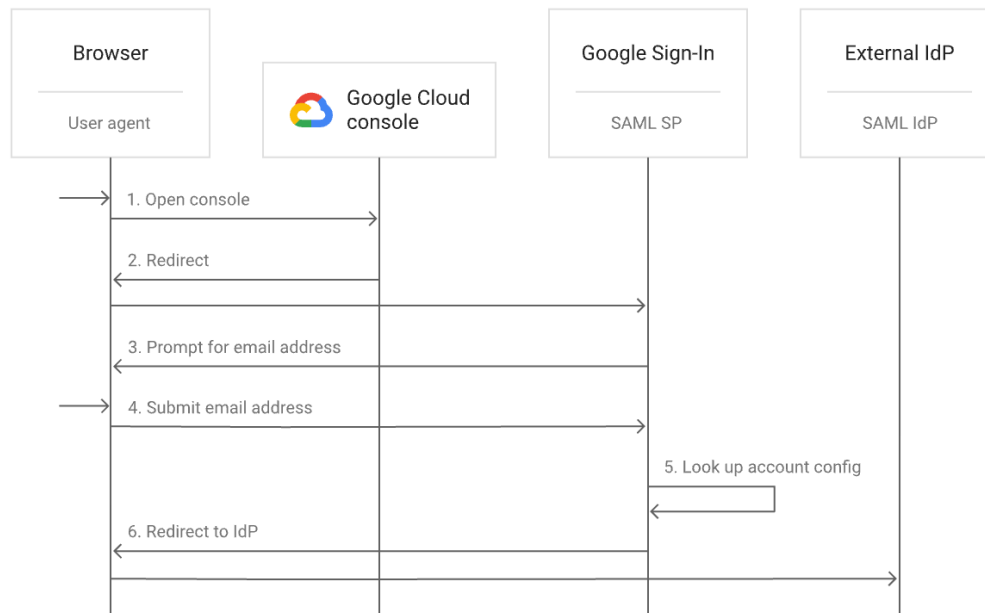 Browser
User agent
Google Cloud
console
Google Sign-In
SAML SP
External IdP
SAML IdP
1. Open console
2. Redirect
3. Prompt for email address
4. Submit email address
5. Look up account config
6. Redirect to IdP